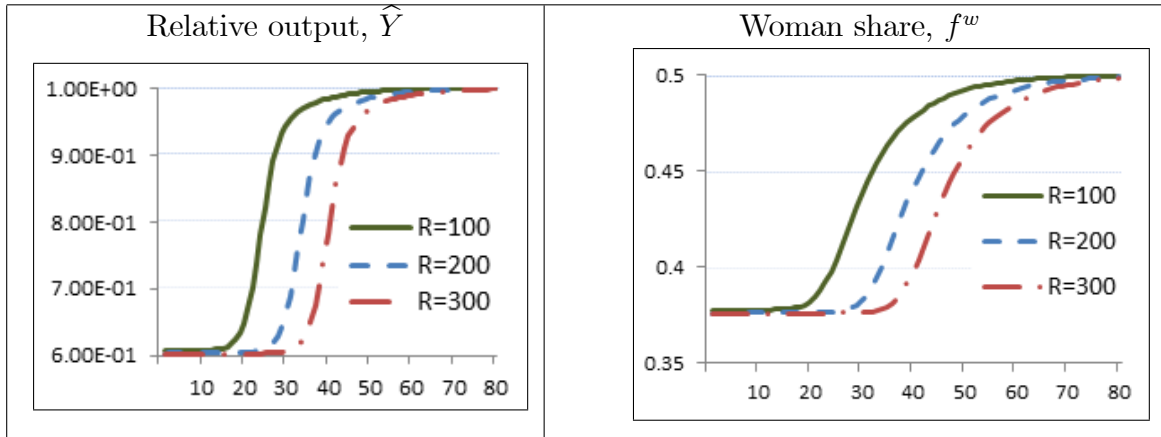 Relative output, Ŷ
1.00E+00
9.00E-01
8.00E-01
7.00E-01
6.00E-01
10 20 30 40 50 60 70 80
R=100
R=200
R=300
Woman share, fʷ
0.5
0.45
0.4
0.35
10 20 30 40 50 60 70 80
R=100
R=200
R=300